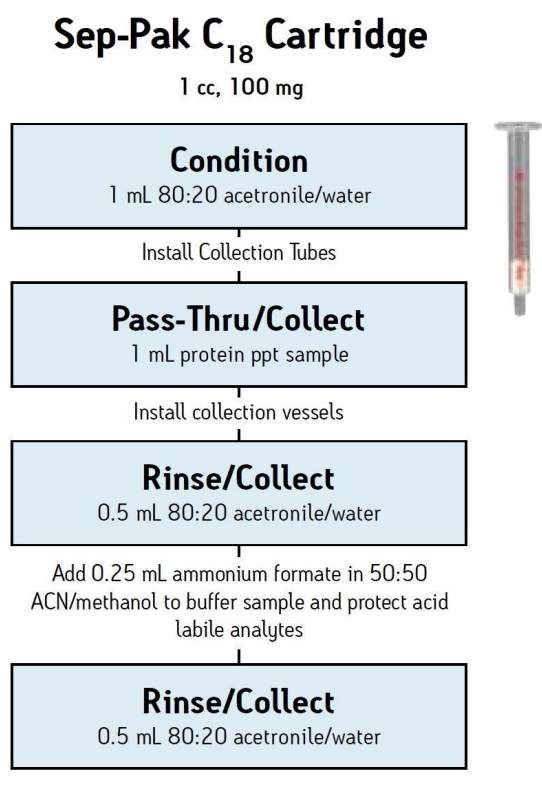 Sep-Pak C18 Cartridge
1 cc, 100 mg
Condition
1 mL 80:20 acetronile/water
Install Collection Tubes
Pass-Thru/Collect
1 mL protein ppt sample
Install collection vessels
Rinse/Collect
0.5 mL 80:20 acetronile/water
Add 0.25 mL ammonium formate in 50:50
ACN/methanol to buffer sample and protect acid
labile analytes
Rinse/Collect
0.5 mL 80:20 acetronile/water